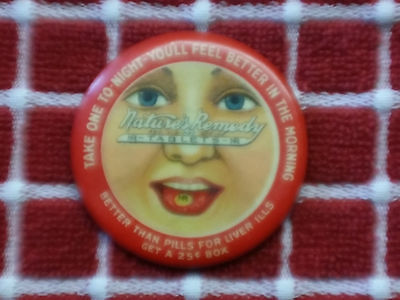 TAKE ONE TO-NIGHT-YOU'LL FEEL BETTER IN THE MORNING
Nature's Remedy
TABLETS
BETTER THAN PILLS FOR LIVER ILLS
GET A 25¢ BOX